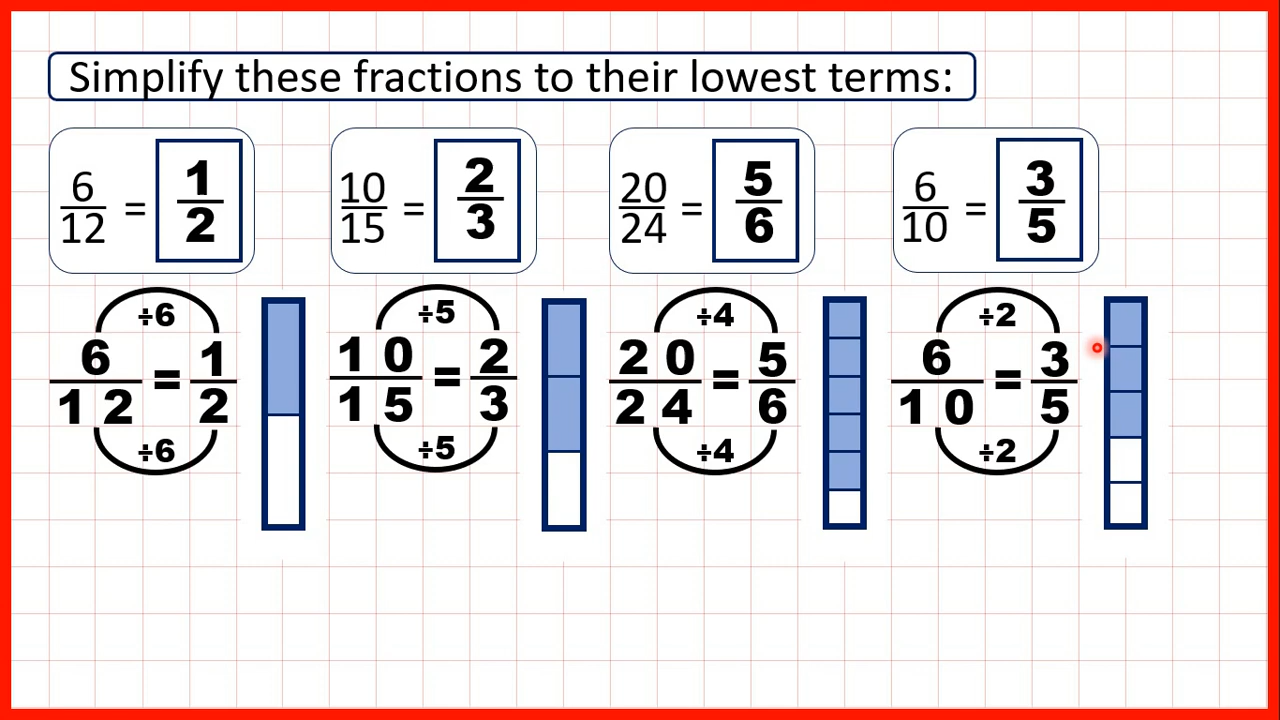 Simplify these fractions to their lowest terms:
6/12 = 1/2
10/15 = 2/3
20/24 = 5/6
6/10 = 3/5
÷6
6/12 = 1/2
÷6
÷5
10/15 = 2/3
÷5
÷4
20/24 = 5/6
÷4
÷2
6/10 = 3/5
÷2